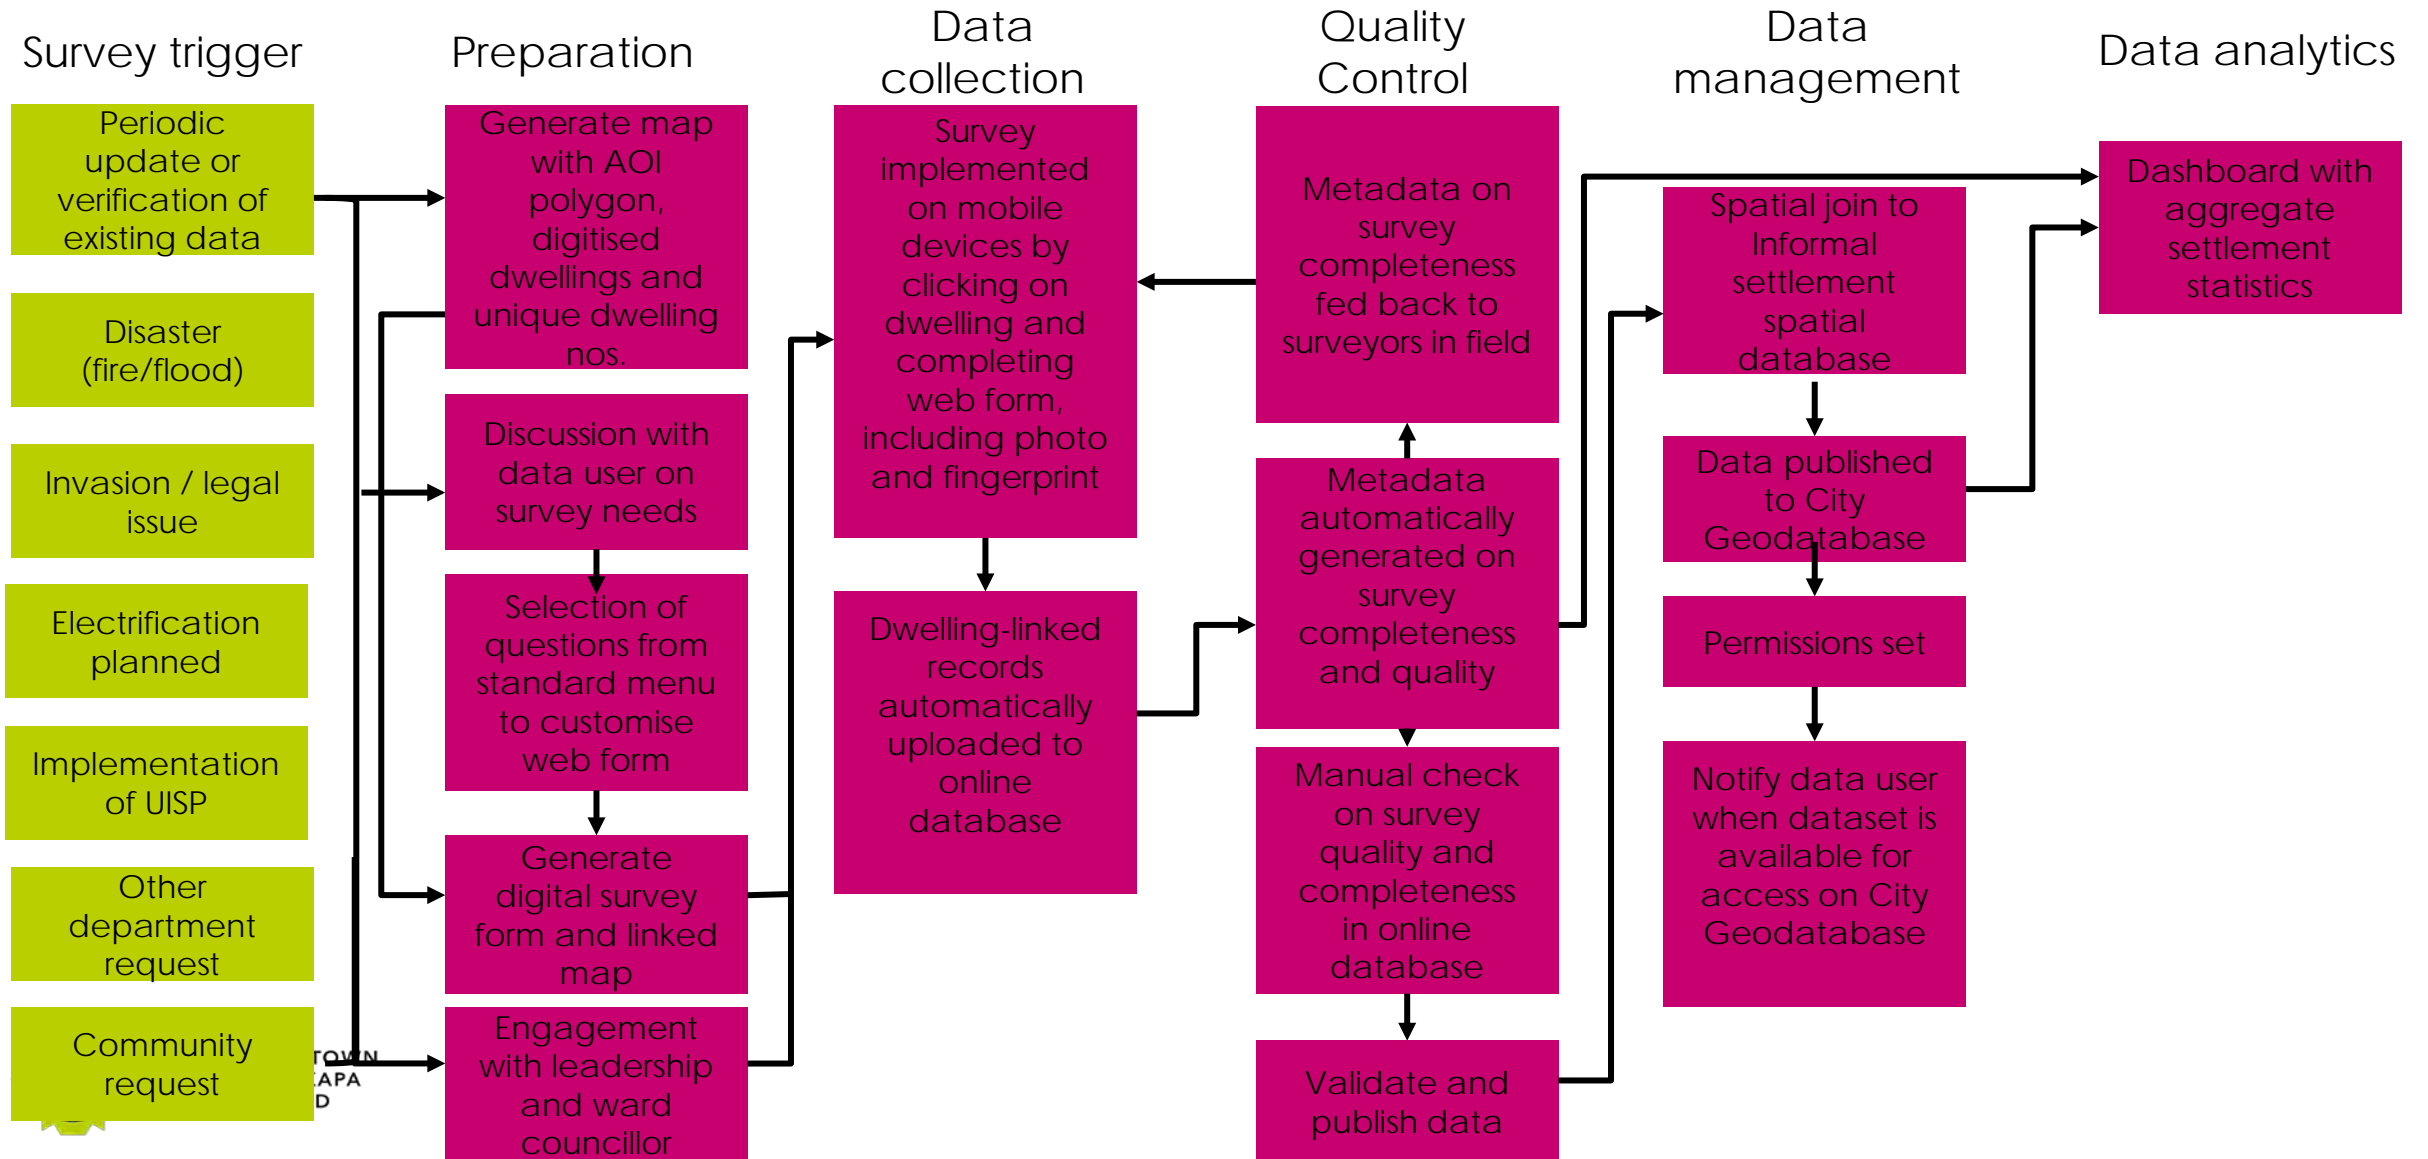 Survey trigger
Periodic
update or
verification of
existing data
Disaster
(fire/flood)
Invasion / legal
issue
Electrification
planned
Implementation
of UISP
Other
department
request
Community
request
TOWN
APA
D
Preparation
Generate map
with AOI
polygon,
digitised
dwellings and
unique dwelling
nos.
Discussion with
data user on
survey needs
Selection of
questions from
standard menu
to customise
web form
Generate
digital survey
form and linked
map
Engagement
with leadership
and ward
councillor
Data
collection
Survey
implemented
on mobile
devices by
clicking on
dwelling and
completing
web form,
including photo
and fingerprint
Dwelling-linked
records
automatically
uploaded to
online
database
Quality
Control
Metadata on
survey
completeness
fed back to
surveyors in field
Metadata
automatically
generated on
survey
completeness
and quality
Manual check
on survey
quality and
completeness
in online
database
Validate and
publish data
Data
management
Spatial join to
Informal
settlement
spatial
database
Data published
to City
Geodatabase
Permissions set
Notify data user
when dataset is
available for
access on City
Geodatabase
Data analytics
Dashboard with
aggregate
settlement
statistics